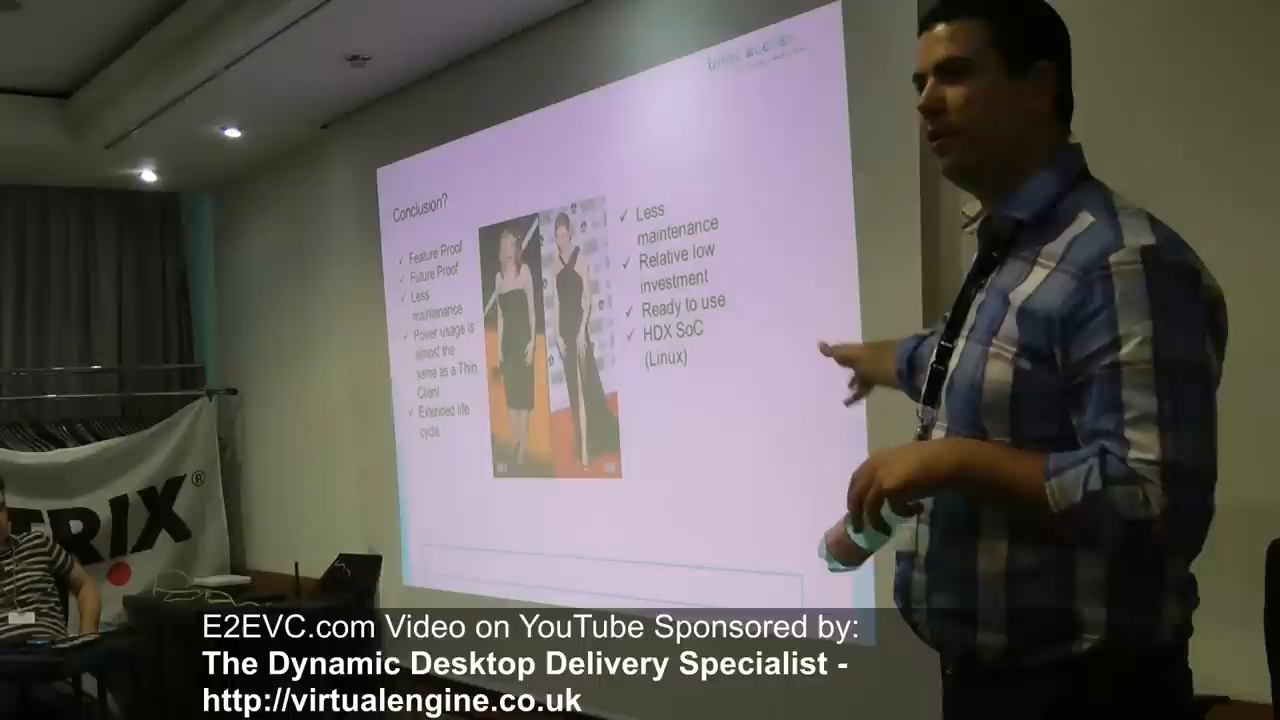 Conclusion?
✓ Feature Proof
✓ Future Proof
✓ Less
maintenance
✓ Power usage is
almost the
same as a Thin
Client
✓ Extended life
cycle
✓ Less
maintenance
✓ Relative low
investment
✓ Ready to use
✓ HDX SoC
(Linux)
TRIX®
E2EVC.com Video on YouTube Sponsored by:
The Dynamic Desktop Delivery Specialist -
http://virtualengine.co.uk